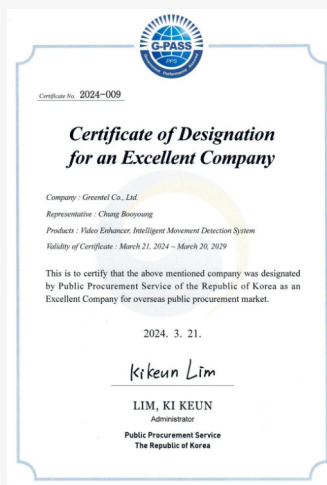 G-PASS
PPS
Certificate No. 2024-009
Certificate of Designation
for an Excellent Company
Company : Greentel Co., Ltd.
Representative : Chung Booyoung
Products : Video Enhancer, Intelligent Movement Detection System
Validity of Certificate : March 21, 2024 ~ March 20, 2029
This is to certify that the above mentioned company was designated
by Public Procurement Service of the Republic of Korea as an
Excellent Company for overseas public procurement market.
2024. 3. 21.
Kikeun Lim
LIM, KI KEUN
Administrator
Public Procurement Service
The Republic of Korea